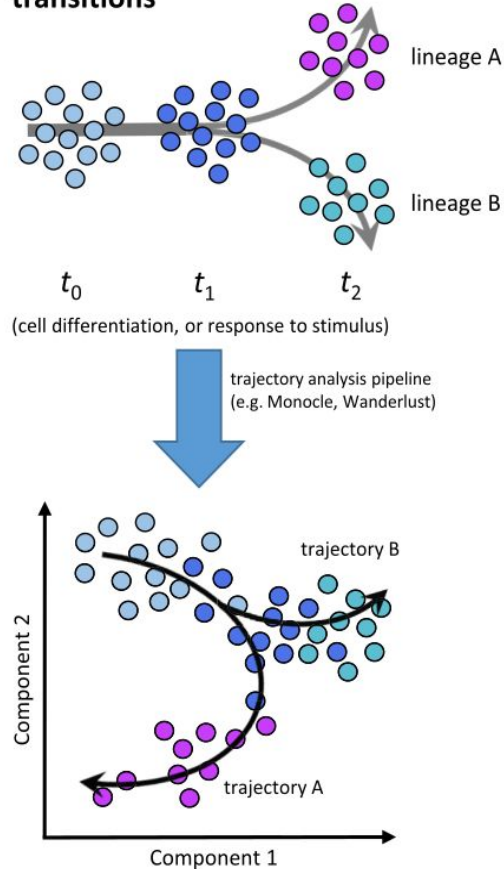 transitions
lineage A
lineage B
t0
t1
t2
(cell differentiation, or response to stimulus)
trajectory analysis pipeline
(e.g. Monocle, Wanderlust)
trajectory B
Component 2
trajectory A
Component 1